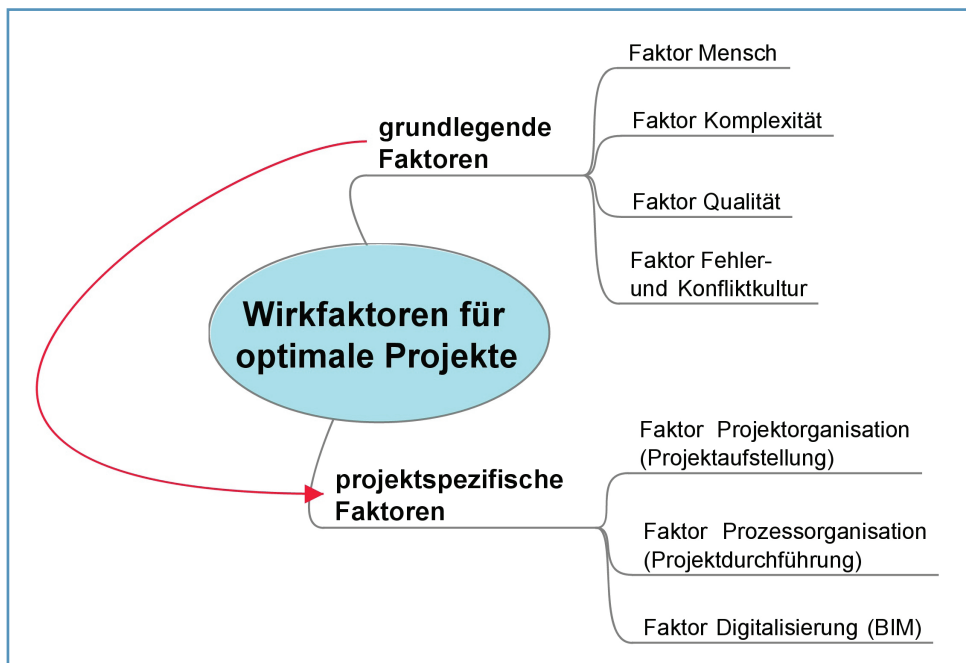 Faktor Mensch
grundlegende
Faktoren
Faktor Komplexität
Faktor Qualität
Faktor Fehler-
und Konfliktkultur
Wirkfaktoren für
optimale Projekte
projektspezifische
Faktoren
Faktor Projektorganisation
(Projektaufstellung)
Faktor Prozessorganisation
(Projektdurchführung)
Faktor Digitalisierung (BIM)